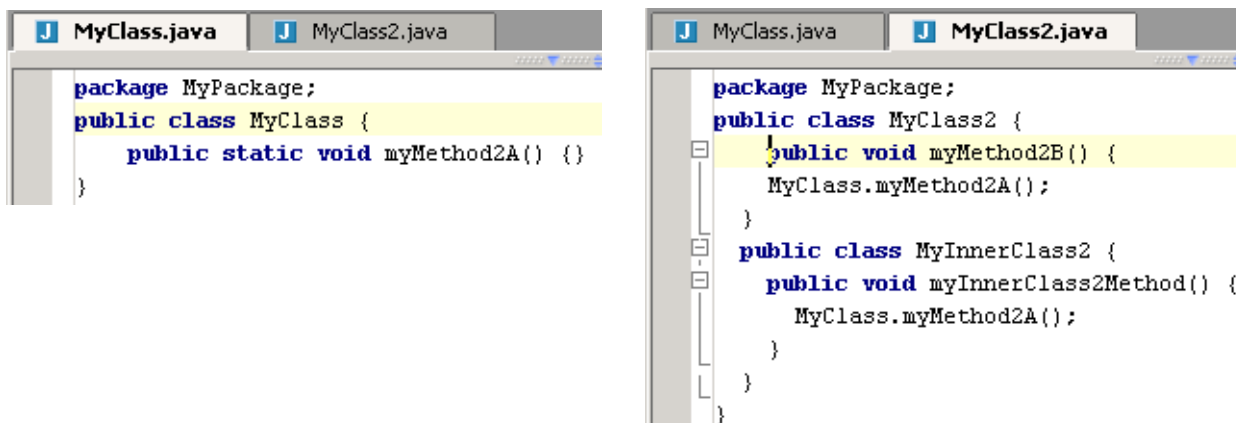 MyClass.java MyClass2.java
package MyPackage;
public class MyClass {
public static void myMethod2A() {}
}
MyClass.java MyClass2.java
package MyPackage;
public class MyClass2 {
public void myMethod2B() {
MyClass.myMethod2A();
}
public class MyInnerClass2 {
public void myInnerClass2Method() {
MyClass.myMethod2A();
}
}
}